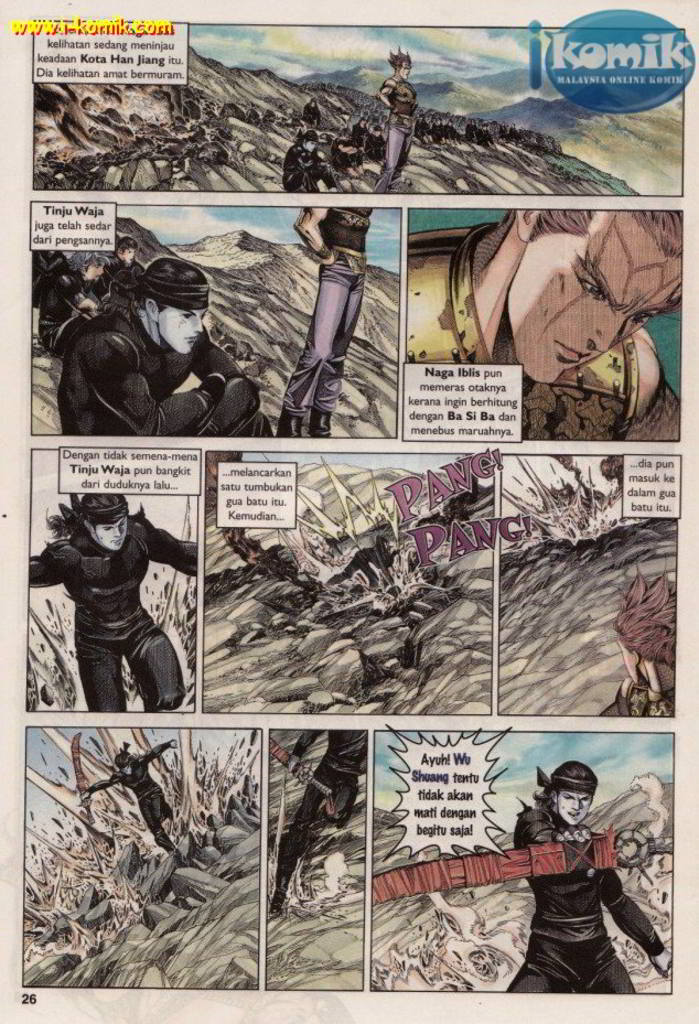 www.i-komik.com
kelihatan sedang meninjau
keadaan Kota Han Jiang itu.
Dia kelihatan amat bermuram.
ikomik
MALAYSIA ONLINE KOMIK
Tinju Waja
juga telah sedar
dari pengsannya.
Naga Iblis pun
memeras otaknya
kerana ingin berhitung
dengan Ba Si Ba dan
menebus maruahnya.
Dengan tidak semena-mena
Tinju Waja pun bangkit
dari duduknya lalu...
...melancarkan
satu tumbukan
gua batu itu.
Kemudian...
PANG!
PANG!
...dia pun
masuk ke
dalam gua
batu itu.
Ayuh! Wu
Shuang tentu
tidak akan
mati dengan
begitu saja!
26